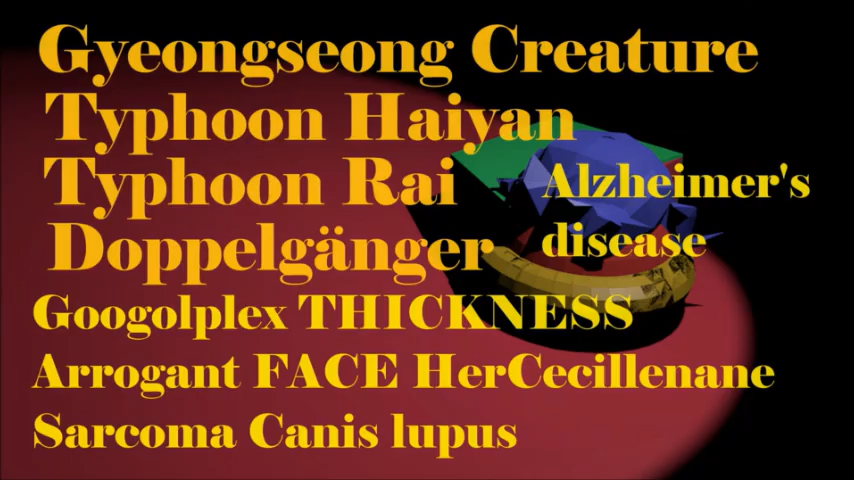 Gyeongseong Creature
Typhoon Haiyan
Typhoon Rai
Doppelgänger
Alzheimer's
disease
Googolplex THICKNESS
Arrogant FACE HerCecillenane
Sarcoma Canis lupus